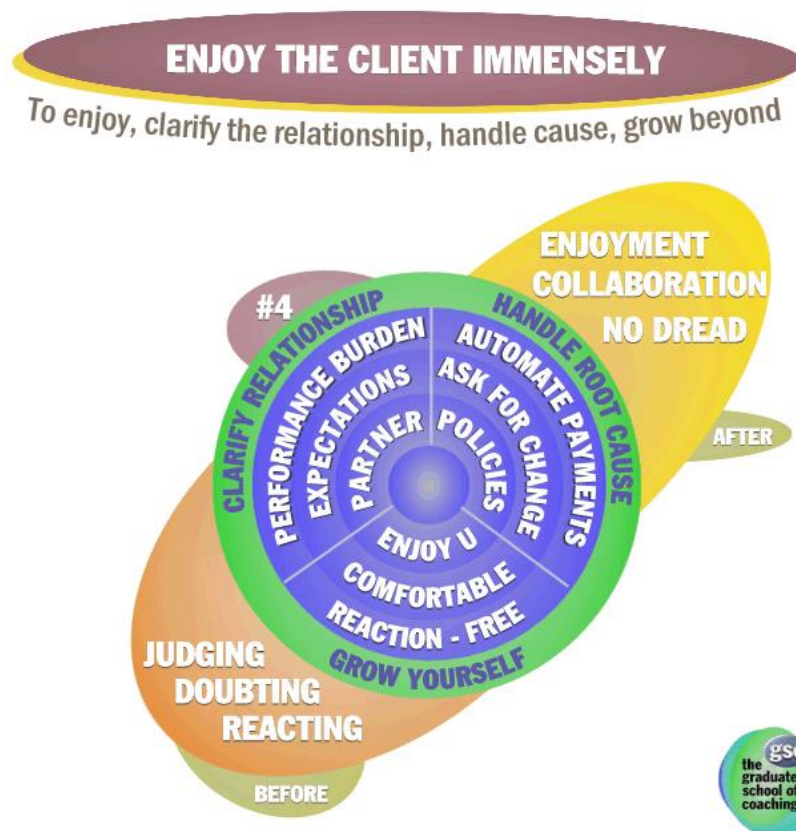 ENJOY THE CLIENT IMMENSELY
To enjoy, clarify the relationship, handle cause, grow beyond
ENJOYMENT
COLLABORATION
NO DREAD
AFTER
#4
CLARIFY RELATIONSHIP
PERFORMANCE BURDEN
EXPECTATIONS
PARTNER
HANDLE ROOT CAUSE
AUTOMATE PAYMENTS
ASK FOR CHANGE
POLICIES
ENJOY U
COMFORTABLE
REACTION - FREE
GROW YOURSELF
JUDGING
DOUBTING
REACTING
BEFORE
the
graduate
school of
coaching